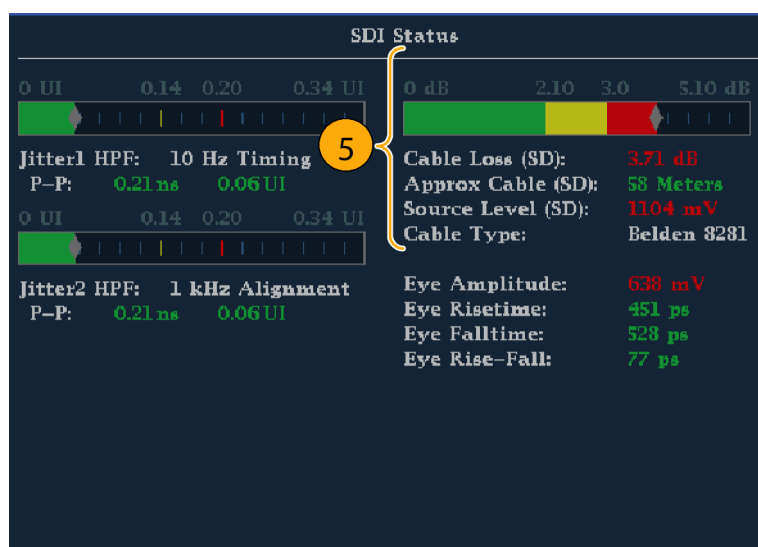 SDI Status
0 UI 0.14 0.20 0.34 UI
Jitter1 HPF: 10 Hz Timing
P-P: 0.21 ns 0.06 UI
0 UI 0.14 0.20 0.34 UI
Jitter2 HPF: 1 kHz Alignment
P-P: 0.21 ns 0.06 UI
5
0 dB 2.10 3.0 5.10 dB
Cable Loss (SD): 3.71 dB
Approx Cable (SD): 58 Meters
Source Level (SD): 1104 mV
Cable Type: Belden 8281
Eye Amplitude: 638 mV
Eye Risetime: 451 ps
Eye Falltime: 528 ps
Eye Rise-Fall: 77 ps